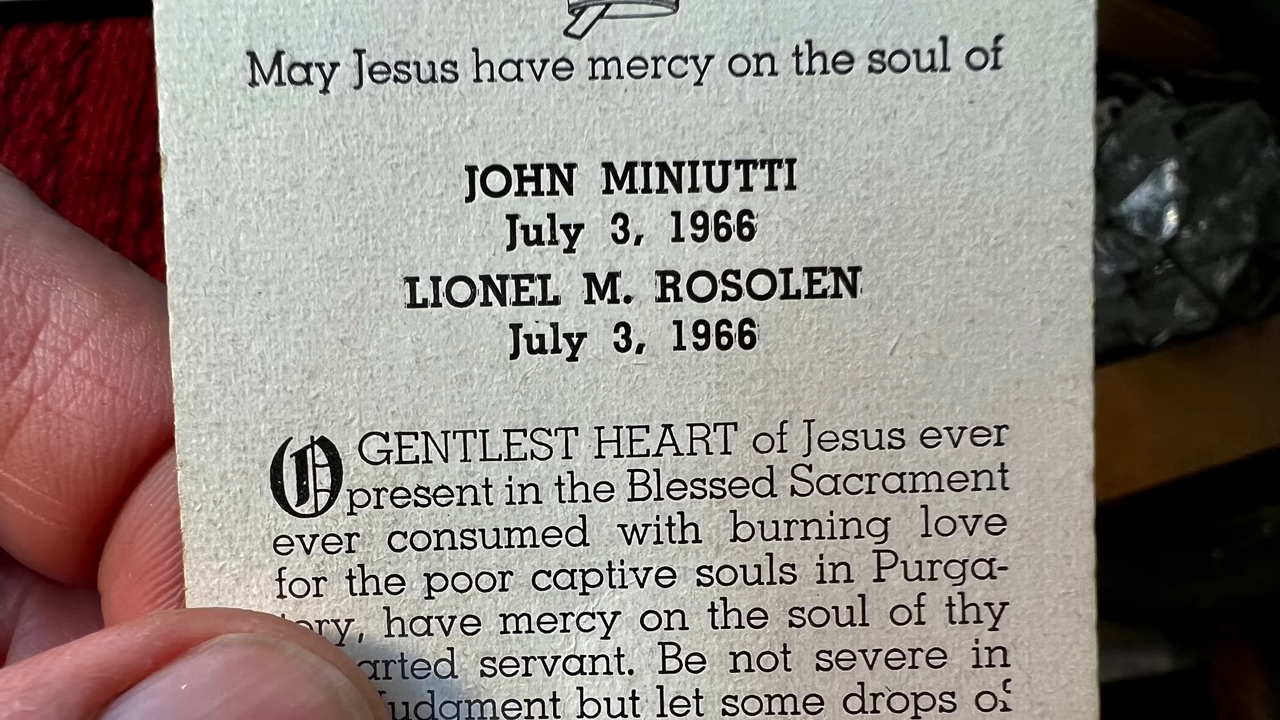 May Jesus have mercy on the soul of
JOHN MINIUTTI
July 3, 1966
LIONEL M. ROSOLEN
July 3, 1966
O GENTLEST HEART of Jesus ever
present in the Blessed Sacrament
ever consumed with burning love
for the poor captive souls in Purga-
ory, have mercy on the soul of thy
arted servant. Be not severe in
udgment but let some drops of